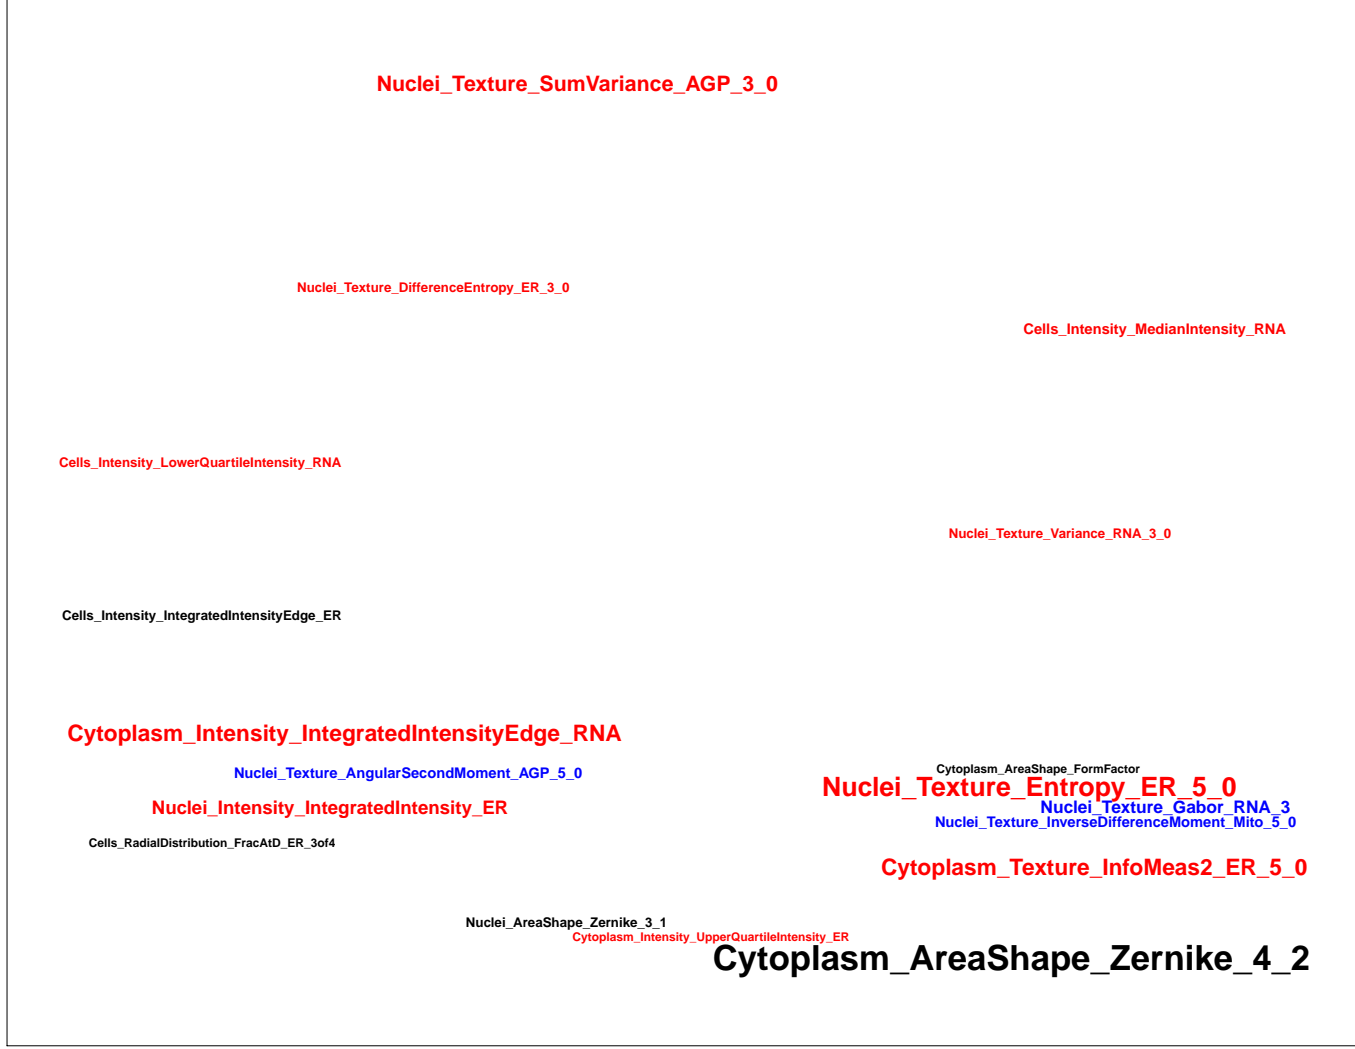 Nuclei_Texture_SumVariance_AGP_3_0
Nuclei_Texture_DifferenceEntropy_ER_3_0
Cells_Intensity_MedianIntensity_RNA
Cells_Intensity_LowerQuartileIntensity_RNA
Nuclei_Texture_Variance_RNA_3_0
Cells_Intensity_IntegratedIntensityEdge_ER
Cytoplasm_Intensity_IntegratedIntensityEdge_RNA
Cytoplasm_AreaShape_FormFactor
Nuclei_Texture_AngularSecondMoment_AGP_5_0
Nuclei_Texture_Entropy_ER_5_0
Nuclei_Intensity_IntegratedIntensity_ER
Nuclei_Texture_Gabor_RNA_3
Nuclei_Texture_InverseDifferenceMoment_Mito_5_0
Cells_RadialDistribution_FracAtD_ER_3of4
Cytoplasm_Texture_InfoMeas2_ER_5_0
Nuclei_AreaShape_Zernike_3_1
Cytoplasm_Intensity_UpperQuartileIntensity_ER
Cytoplasm_AreaShape_Zernike_4_2